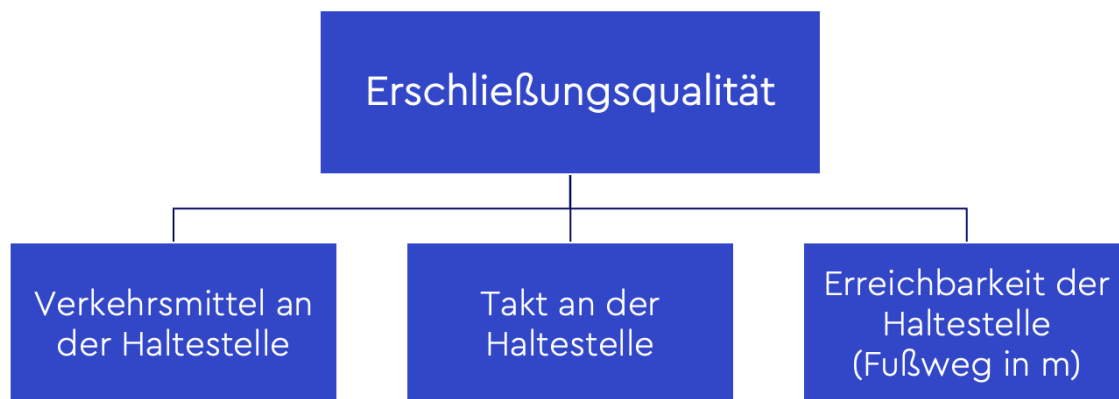 Erschließungsqualität
Verkehrsmittel an
der Haltestelle
Takt an der
Haltestelle
Erreichbarkeit der
Haltestelle
(Fußweg in m)